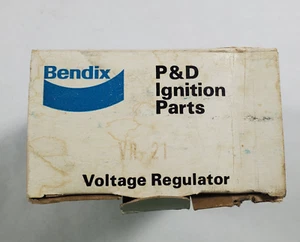 Bendix
P&D
Ignition
Parts
VR-21
Voltage Regulator